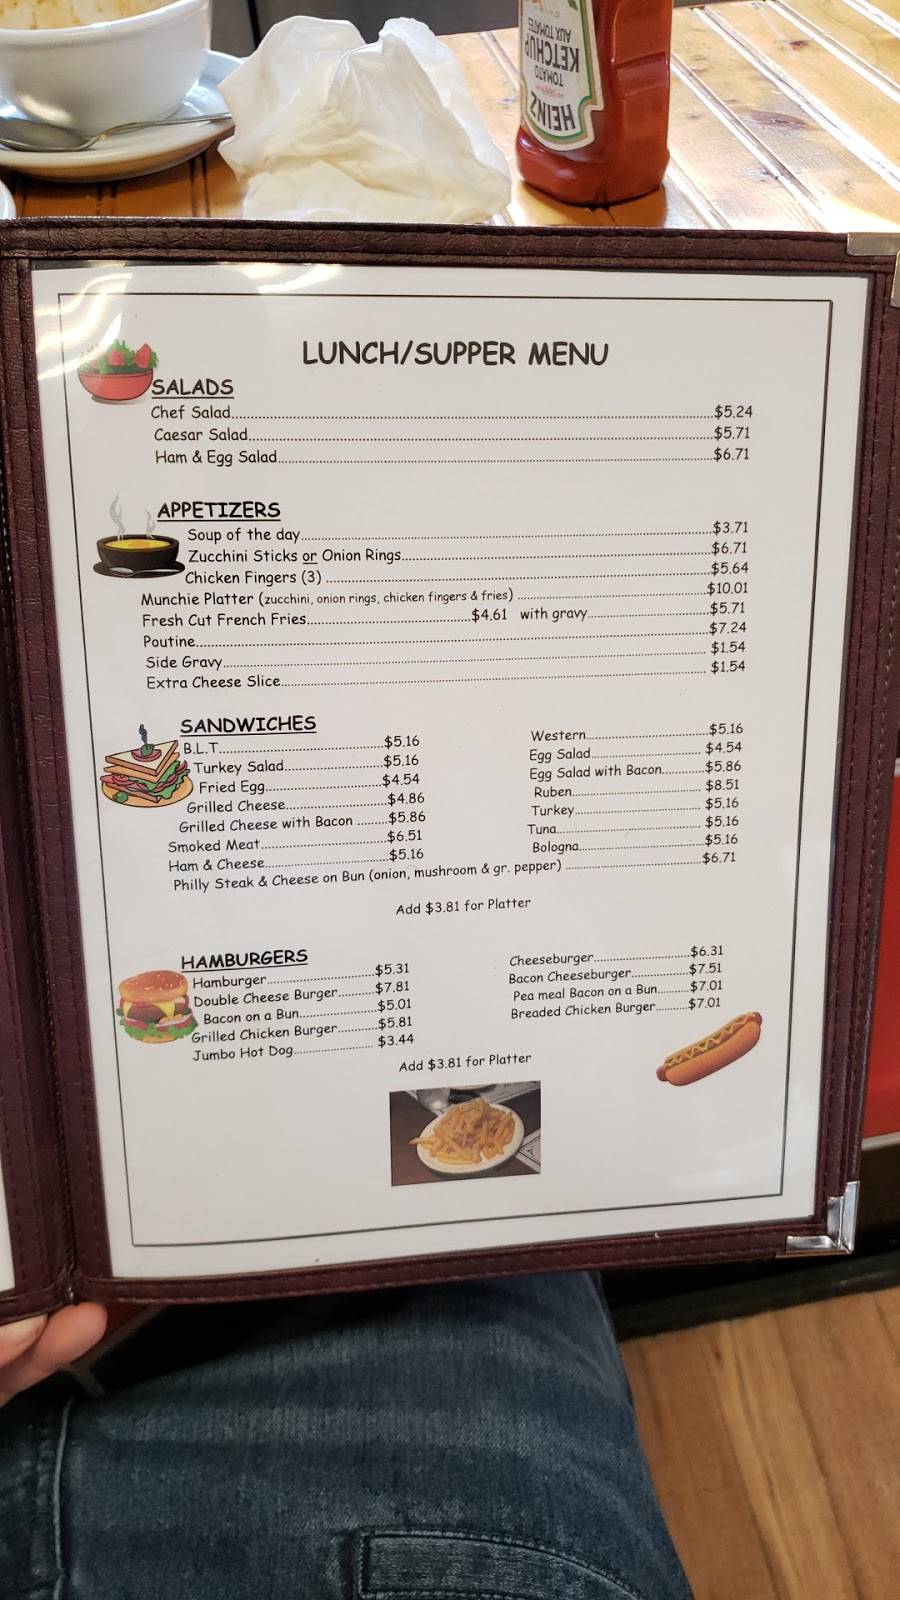 HEINZ
TOMATO
KETCHUP
AUX TOMATES
LUNCH/SUPPER MENU
SALADS
Chef Salad $5.24
Caesar Salad $5.71
Ham & Egg Salad $6.71
APPETIZERS
Soup of the day $3.71
Zucchini Sticks or Onion Rings $6.71
Chicken Fingers (3) $5.64
Munchie Platter (zucchini, onion rings, chicken fingers & fries) $10.01
Fresh Cut French Fries $4.61 with gravy $5.71
Poutine $7.24
Side Gravy $1.54
Extra Cheese Slice $1.54
SANDWICHES
B.L.T. $5.16
Turkey Salad $5.16
Fried Egg $4.54
Grilled Cheese $4.86
Grilled Cheese with Bacon $5.86
Smoked Meat $6.51
Ham & Cheese $5.16
Western $5.16
Egg Salad $4.54
Egg Salad with Bacon $5.86
Ruben $8.51
Turkey $5.16
Tuna $5.16
Bologna $5.16
Philly Steak & Cheese on Bun (onion, mushroom & gr. pepper) $6.71
Add $3.81 for Platter
HAMBURGERS
Hamburger $5.31
Double Cheese Burger $7.81
Bacon on a Bun $5.01
Grilled Chicken Burger $5.81
Jumbo Hot Dog $3.44
Cheeseburger $6.31
Bacon Cheeseburger $7.51
Pea meal Bacon on a Bun $7.01
Breaded Chicken Burger $7.01
Add $3.81 for Platter